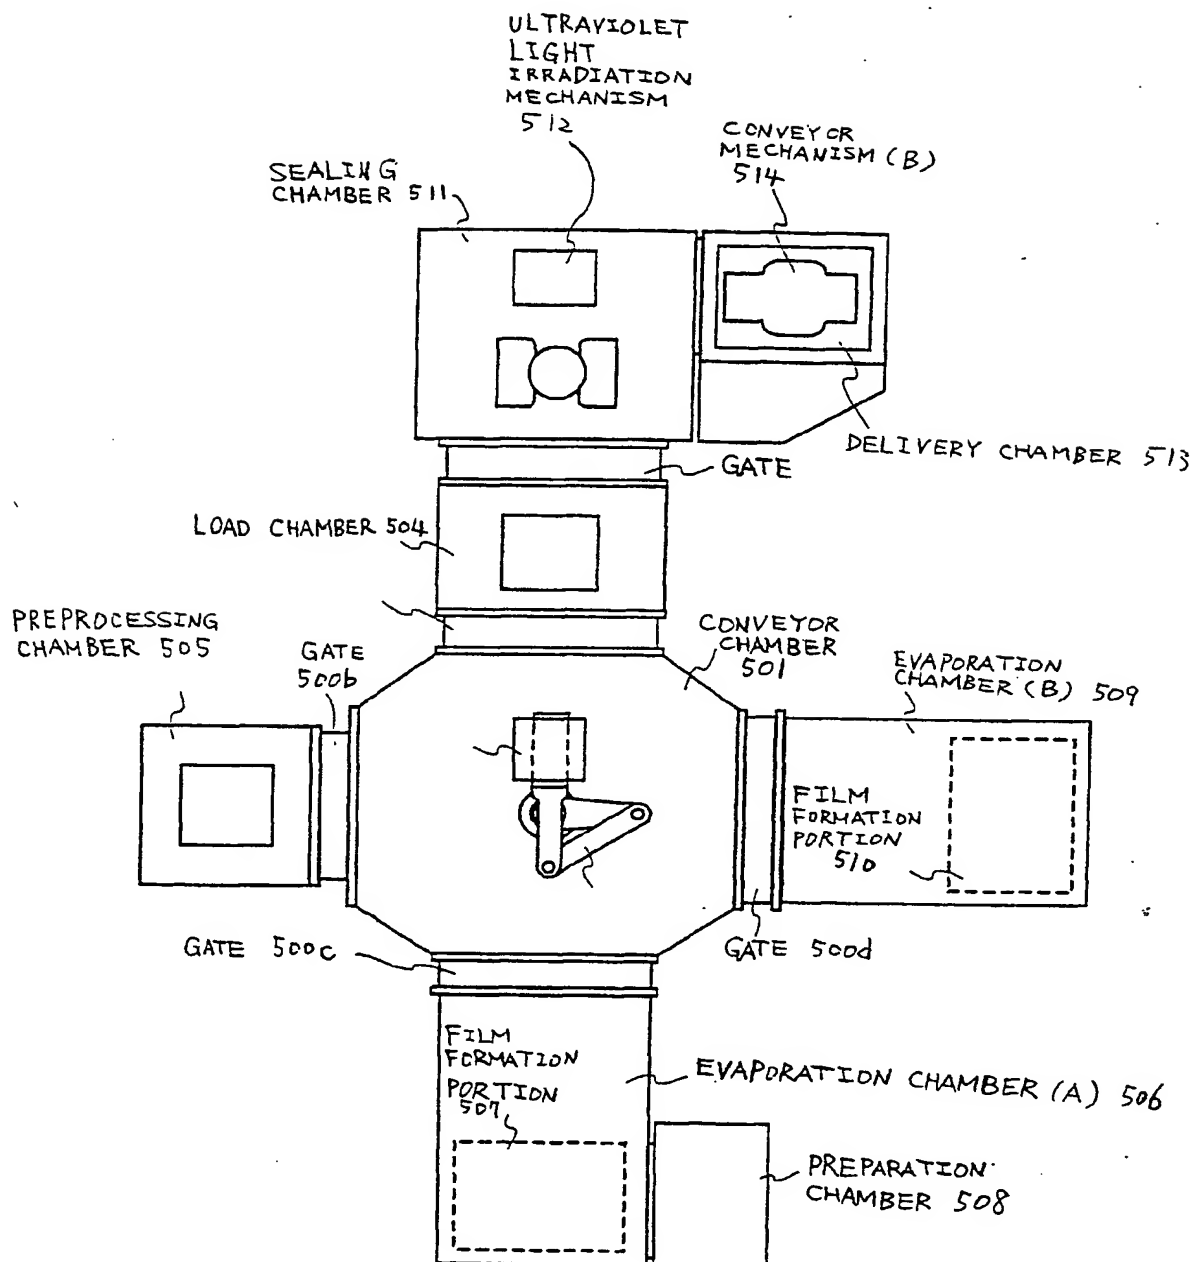 ULTRAVIOLET
LIGHT
IRRADIATION
MECHANISM
512
CONVEYOR
MECHANISM (B)
514
SEALING
CHAMBER 511
DELIVERY CHAMBER 513
GATE
LOAD CHAMBER 504
PREPROCESSING
CHAMBER 505
GATE
500b
CONVEYOR
CHAMBER
501
EVAPORATION
CHAMBER (B) 509
FILM
FORMATION
PORTION
510
GATE 500c
GATE 500d
FILM
FORMATION
PORTION
507
EVAPORATION CHAMBER (A) 506
PREPARATION
CHAMBER 508